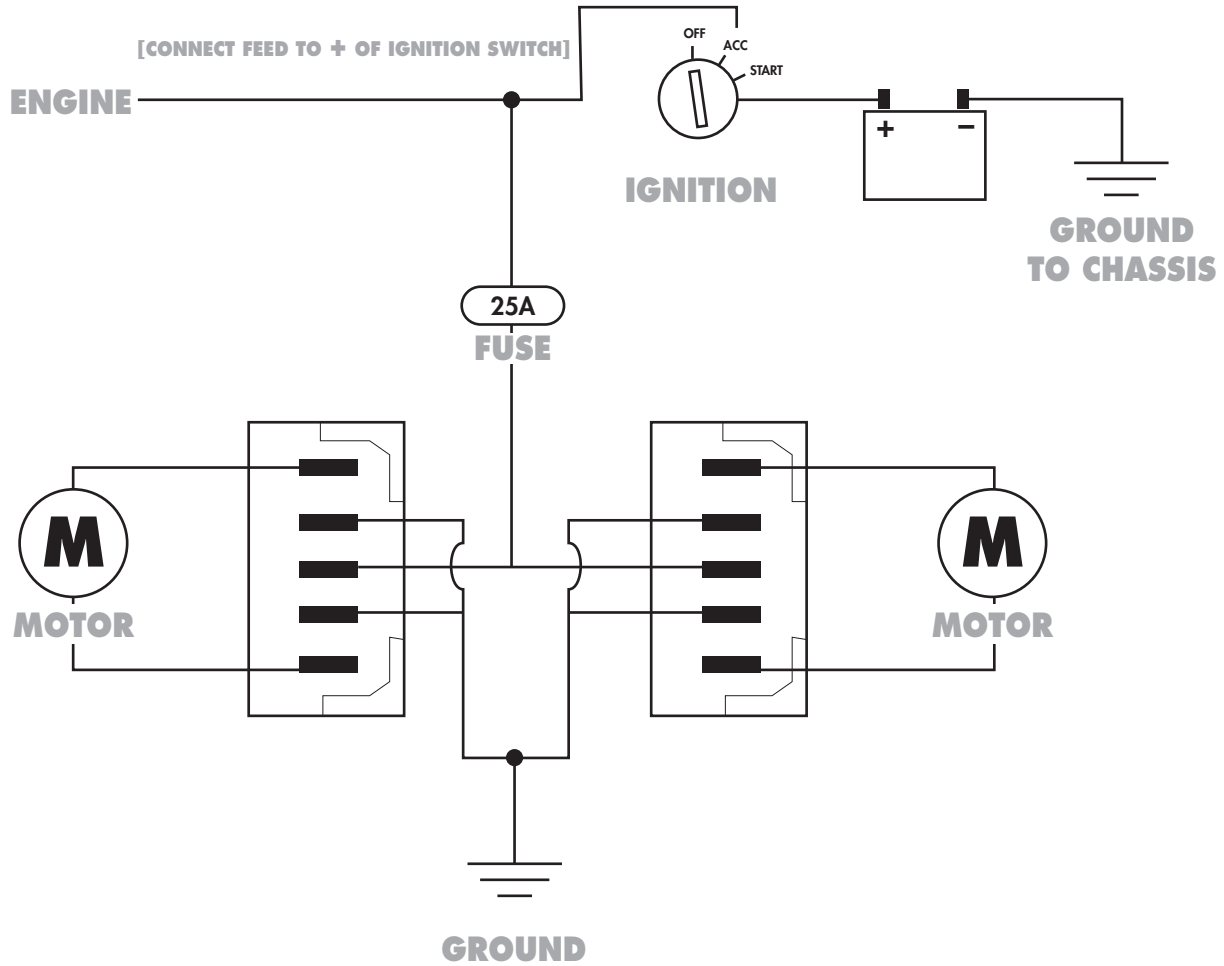 OFF
ACC
START
[CONNECT FEED TO + OF IGNITION SWITCH]
ENGINE
+ −
IGNITION
GROUND
TO CHASSIS
25A
FUSE
M
M
MOTOR
MOTOR
GROUND